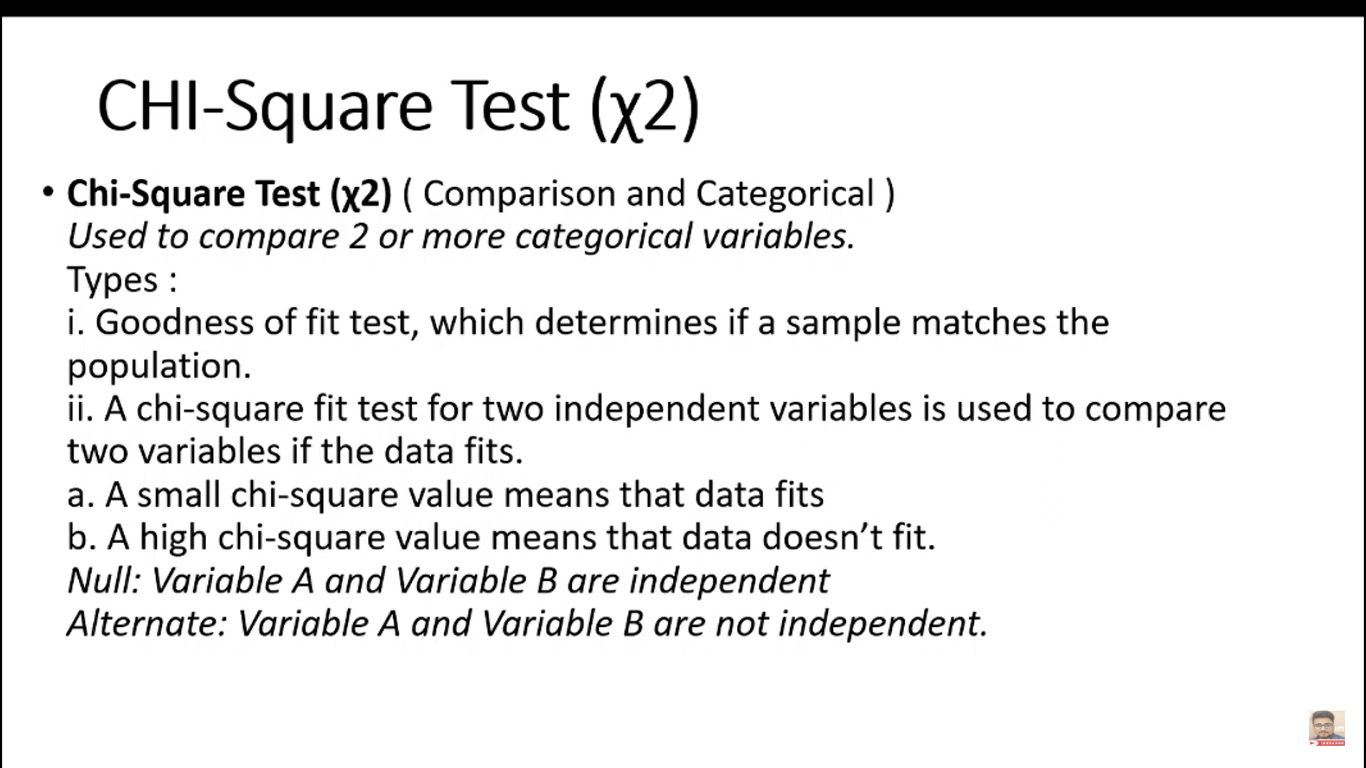 CHI-Square Test (χ2)
• Chi-Square Test (χ2) ( Comparison and Categorical )
Used to compare 2 or more categorical variables.
Types :
i. Goodness of fit test, which determines if a sample matches the
population.
ii. A chi-square fit test for two independent variables is used to compare
two variables if the data fits.
a. A small chi-square value means that data fits
b. A high chi-square value means that data doesn’t fit.
Null: Variable A and Variable B are independent
Alternate: Variable A and Variable B are not independent.